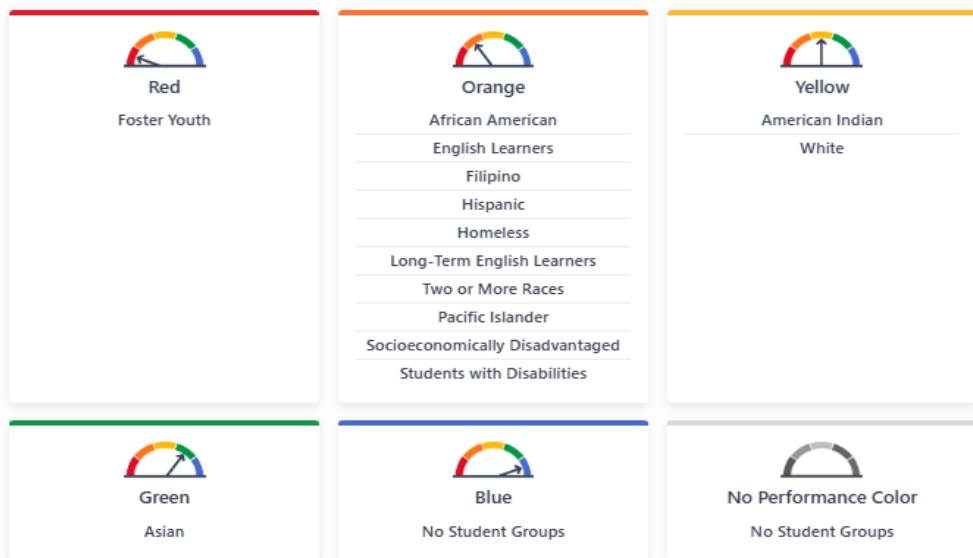 Red
Foster Youth
Orange
African American
English Learners
Filipino
Hispanic
Homeless
Long-Term English Learners
Two or More Races
Pacific Islander
Socioeconomically Disadvantaged
Students with Disabilities
Yellow
American Indian
White
Green
Asian
Blue
No Student Groups
No Performance Color
No Student Groups